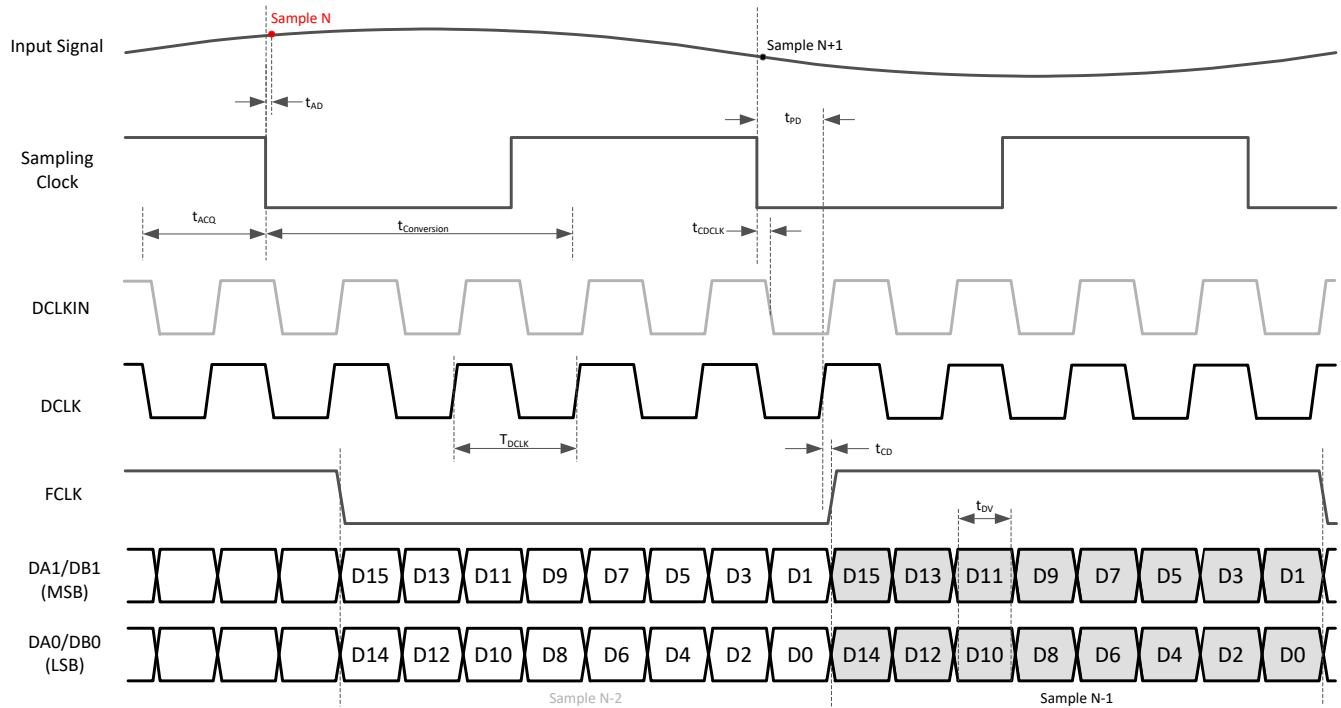 Sample N
Input Signal
Sample N+1
tAD
tPD
Sampling
Clock
tACQ
tConversion
tCDCLK
DCLKIN
DCLK
TDCLK
tCD
FCLK
tDV
DA1/DB1
(MSB)
D15 D13 D11 D9 D7 D5 D3 D1 D15 D13 D11 D9 D7 D5 D3 D1
DA0/DB0
(LSB)
D14 D12 D10 D8 D6 D4 D2 D0 D14 D12 D10 D8 D6 D4 D2 D0
Sample N-2
Sample N-1